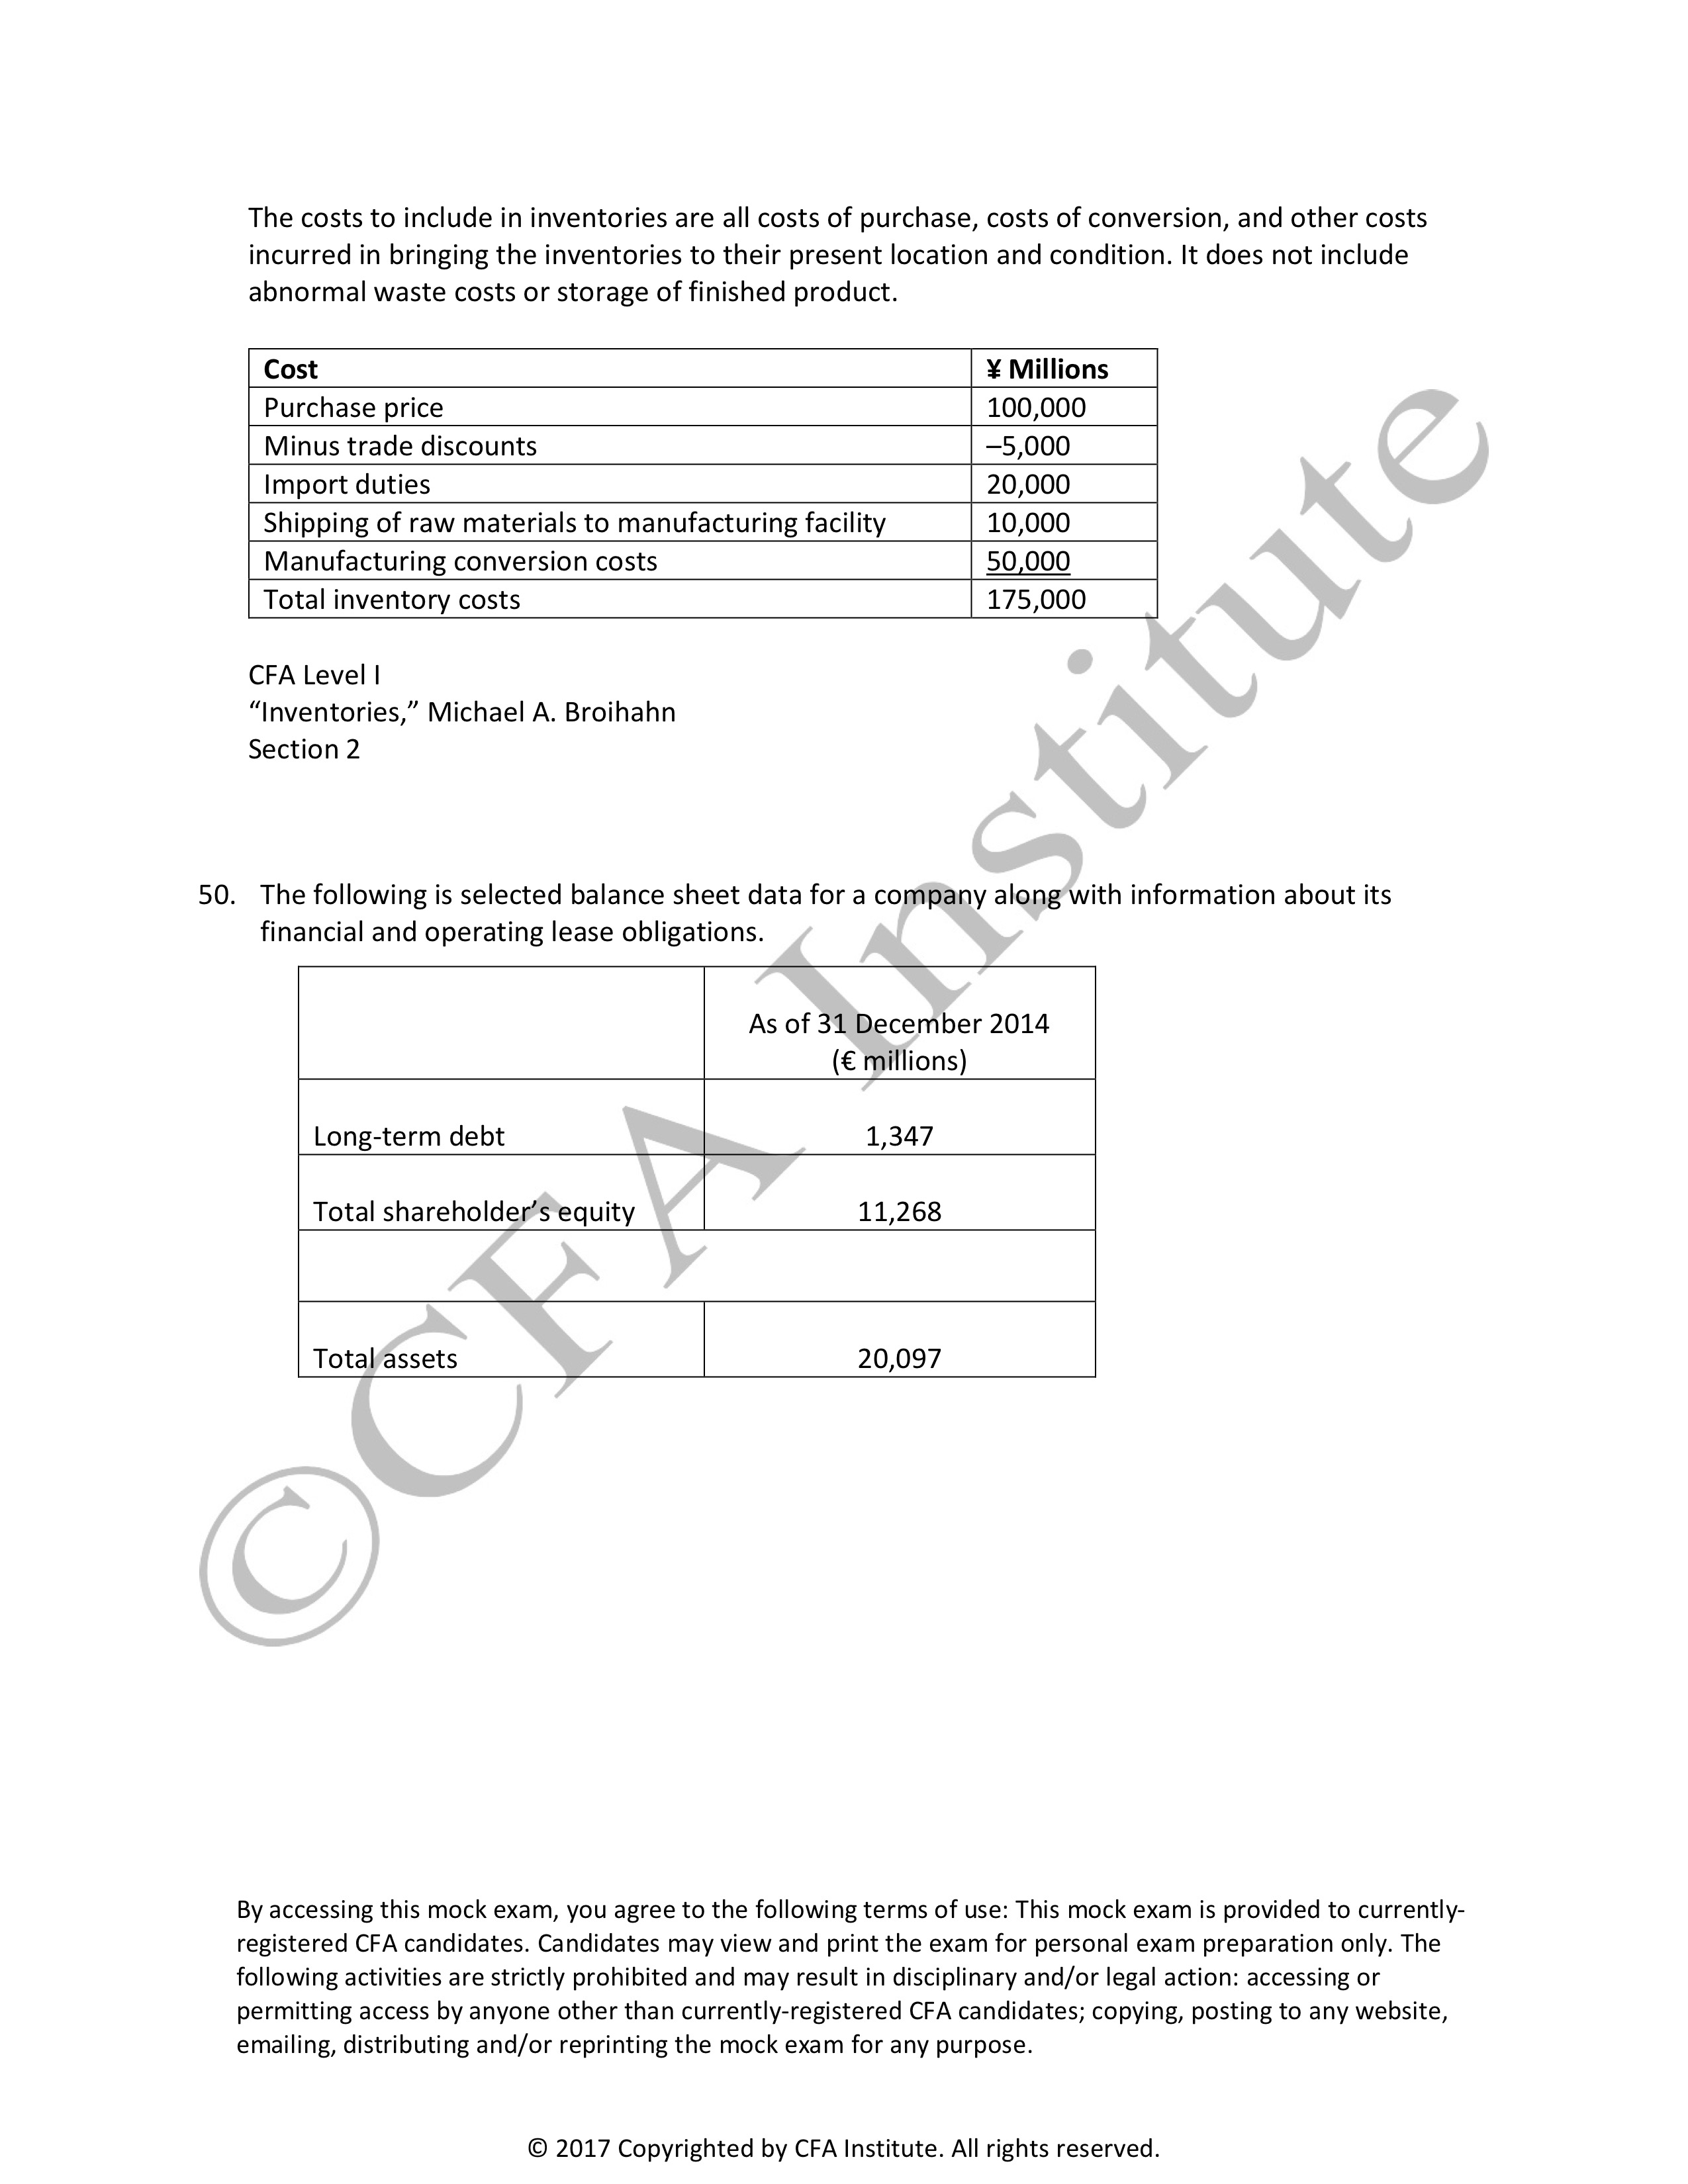 The costs to include in inventories are all costs of purchase, costs of conversion, and other costs
incurred in bringing the inventories to their present location and condition. It does not include
abnormal waste costs or storage of finished product.
Cost ¥ Millions
Purchase price 100,000
Minus trade discounts –5,000
Import duties 20,000
Shipping of raw materials to manufacturing facility 10,000
Manufacturing conversion costs 50,000
Total inventory costs 175,000
CFA Level I
“Inventories,” Michael A. Broihahn
Section 2
50. The following is selected balance sheet data for a company along with information about its
financial and operating lease obligations.
As of 31 December 2014
(€ millions)
Long-term debt 1,347
Total shareholder’s equity 11,268
Total assets 20,097
© CFA Institute
By accessing this mock exam, you agree to the following terms of use: This mock exam is provided to currently-
registered CFA candidates. Candidates may view and print the exam for personal exam preparation only. The
following activities are strictly prohibited and may result in disciplinary and/or legal action: accessing or
permitting access by anyone other than currently-registered CFA candidates; copying, posting to any website,
emailing, distributing and/or reprinting the mock exam for any purpose.
© 2017 Copyrighted by CFA Institute. All rights reserved.